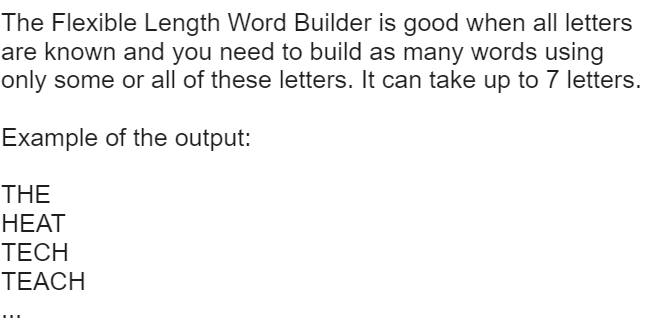 The Flexible Length Word Builder is good when all letters
are known and you need to build as many words using
only some or all of these letters. It can take up to 7 letters.
Example of the output:
THE
HEAT
TECH
TEACH
...